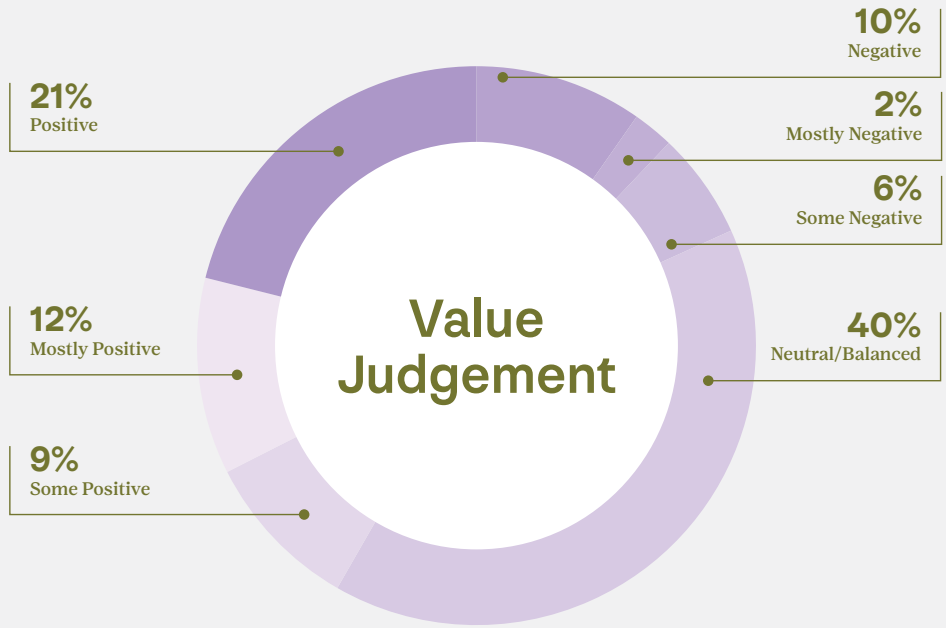 10%
Negative
21%
Positive
2%
Mostly Negative
6%
Some Negative
Value
Judgement
12%
Mostly Positive
40%
Neutral/Balanced
9%
Some Positive